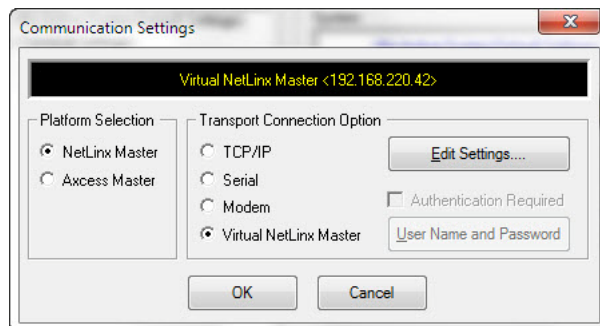 Communication Settings
Virtual NetLinx Master <192.168.220.42>
Platform Selection
NetLinx Master
Axcess Master
Transport Connection Option
TCP/IP
Serial
Modem
Virtual NetLinx Master
Edit Settings....
Authentication Required
User Name and Password
OK
Cancel